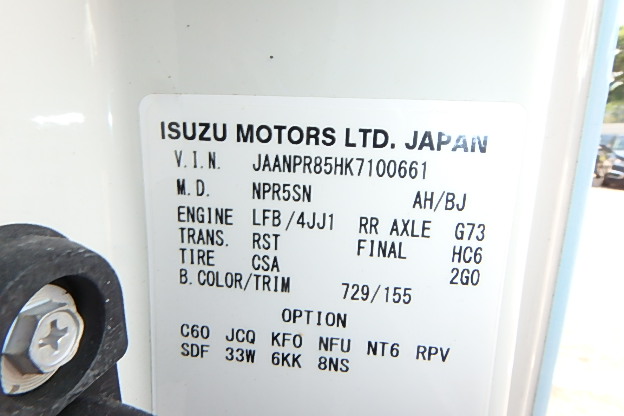 ISUZU MOTORS LTD. JAPAN
V.I.N. JAANPR85HK7100661
M.D. NPR5SN AH/BJ
ENGINE LFB/4JJ1 RR AXLE G73
TRANS. RST FINAL HC6
TIRE CSA 2G0
B.COLOR/TRIM 729/155
OPTION
C60 JCQ KF0 NFU NT6 RPV
SDF 33W 6KK 8NS